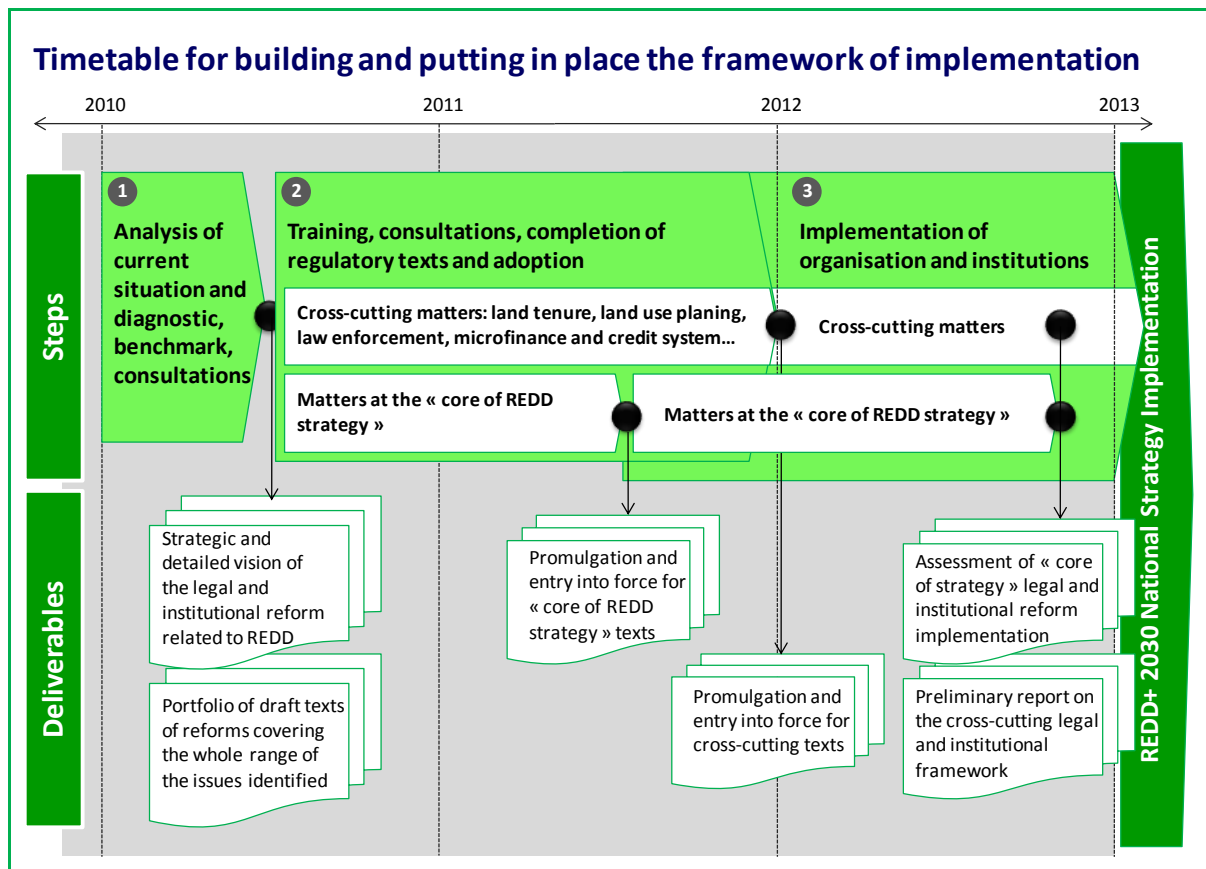 Timetable for building and putting in place the framework of implementation
2010
2011
2012
2013
Steps
1
Analysis of
current
situation and
diagnostic,
benchmark,
consultations
2
Training, consultations, completion of
regulatory texts and adoption
Cross-cutting matters: land tenure, land use planing,
law enforcement, microfinance and credit system…
Matters at the « core of REDD
strategy »
3
Implementation of
organisation and institutions
Cross-cutting matters
Matters at the « core of REDD strategy »
Deliverables
Strategic and
detailed vision of
the legal and
institutional reform
related to REDD
Portfolio of draft texts
of reforms covering
the whole range of
the issues identified
Promulgation and
entry into force for
« core of REDD
strategy » texts
Promulgation and
entry into force for
cross-cutting texts
Assessment of « core
of strategy » legal and
institutional reform
implementation
Preliminary report on
the cross-cutting legal
and institutional
framework
REDD+ 2030 National Strategy Implementation